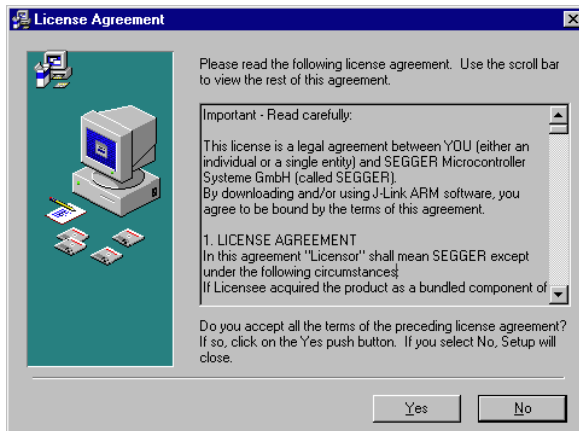 License Agreement
Please read the following license agreement. Use the scroll bar
to view the rest of this agreement.
Important - Read carefully:
This license is a legal agreement between YOU (either an
individual or a single entity) and SEGGER Microcontroller
Systeme GmbH (called SEGGER).
By downloading and/or using J-Link ARM software, you
agree to be bound by the terms of this agreement.
1. LICENSE AGREEMENT
In this agreement "Licensor" shall mean SEGGER except
under the following circumstances
If Licensee acquired the product as a bundled component of
Do you accept all the terms of the preceding license agreement?
If so, click on the Yes push button. If you select No, Setup will
close.
Yes
No